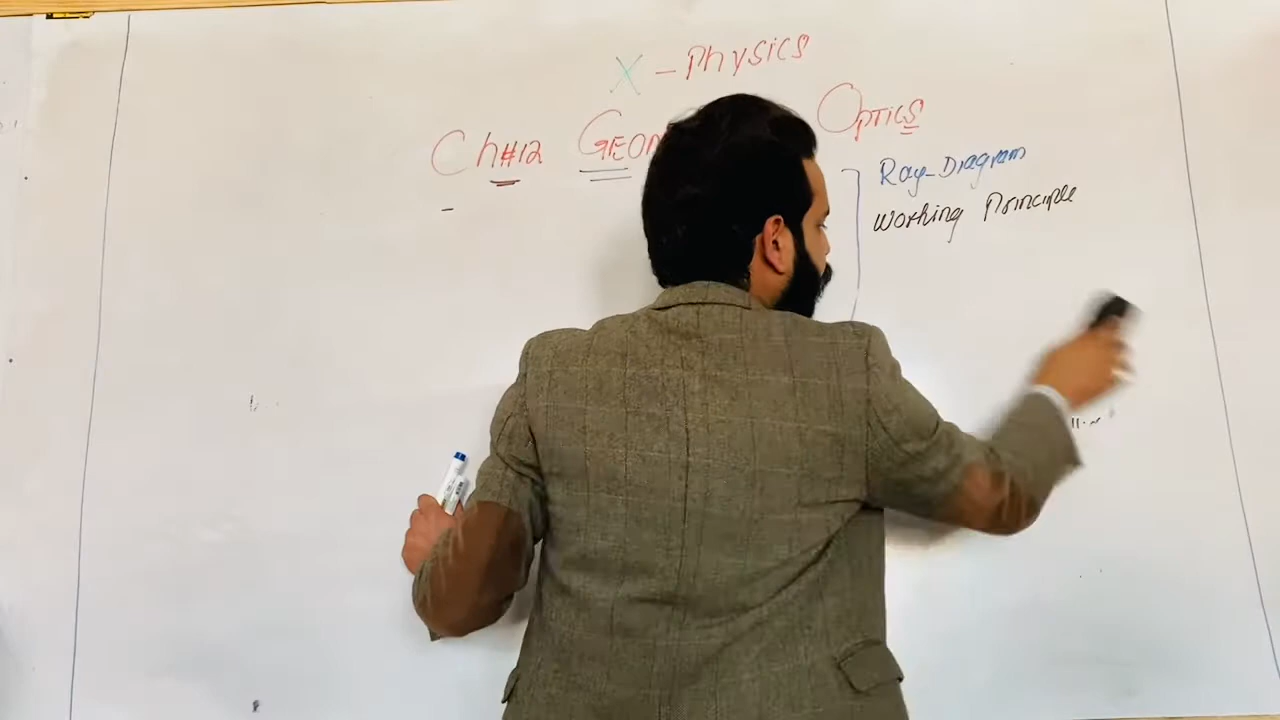 X - Physics
Ch#12 GEOM Optics
Ray-Diagram
Working Principle